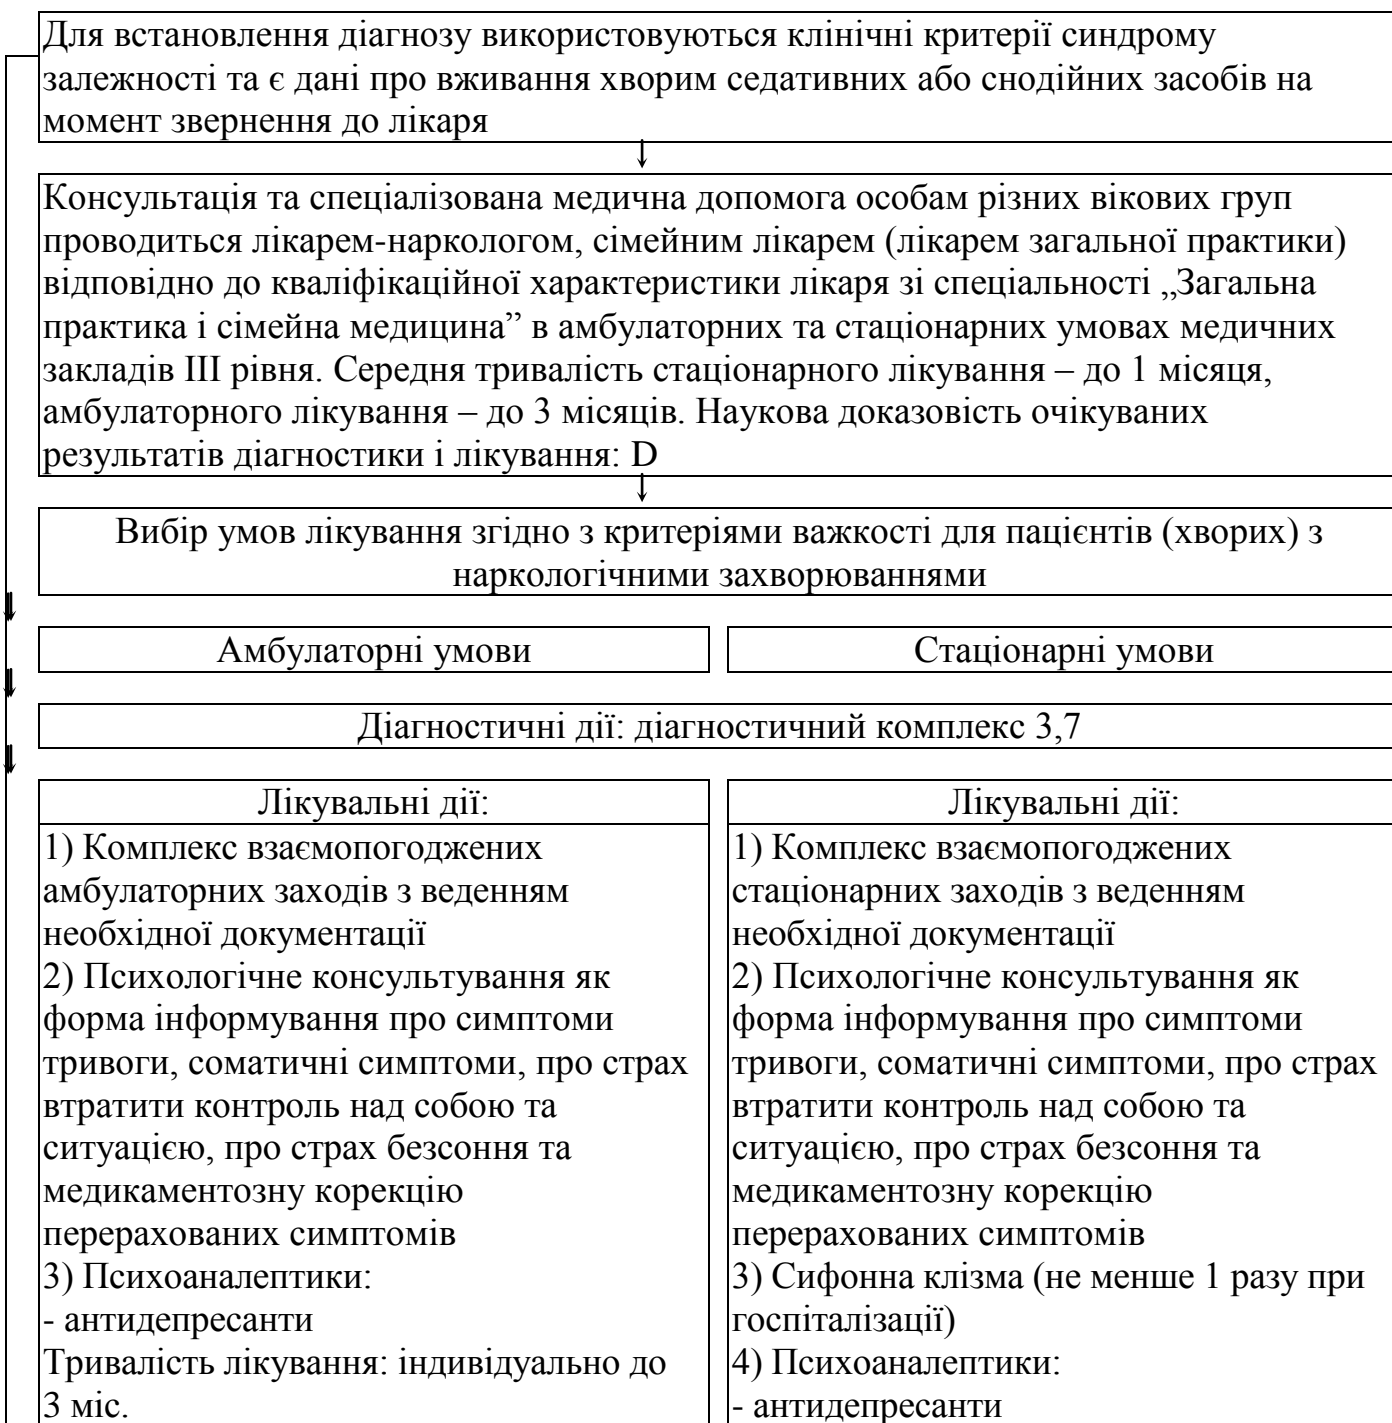 Для встановлення діагнозу використовуються клінічні критерії синдрому
залежності та є дані про вживання хворим седативних або снодійних засобів на
момент звернення до лікаря
Консультація та спеціалізована медична допомога особам різних вікових груп
проводиться лікарем-наркологом, сімейним лікарем (лікарем загальної практики)
відповідно до кваліфікаційної характеристики лікаря зі спеціальності „Загальна
практика і сімейна медицина” в амбулаторних та стаціонарних умовах медичних
закладів III рівня. Середня тривалість стаціонарного лікування – до 1 місяця,
амбулаторного лікування – до 3 місяців. Наукова доказовість очікуваних
результатів діагностики і лікування: D
Вибір умов лікування згідно з критеріями важкості для пацієнтів (хворих) з
наркологічними захворюваннями
Амбулаторні умови
Стаціонарні умови
Діагностичні дії: діагностичний комплекс 3,7
Лікувальні дії:
1) Комплекс взаємопогоджених
амбулаторних заходів з веденням
необхідної документації
2) Психологічне консультування як
форма інформування про симптоми
тривоги, соматичні симптоми, про страх
втратити контроль над собою та
ситуацією, про страх безсоння та
медикаментозну корекцію
перерахованих симптомів
3) Психоаналептики:
- антидепресанти
Тривалість лікування: індивідуально до
3 міс.
Лікувальні дії:
1) Комплекс взаємопогоджених
стаціонарних заходів з веденням
необхідної документації
2) Психологічне консультування як
форма інформування про симптоми
тривоги, соматичні симптоми, про страх
втратити контроль над собою та
ситуацією, про страх безсоння та
медикаментозну корекцію
перерахованих симптомів
3) Сифонна клізма (не менше 1 разу при
госпіталізації)
4) Психоаналептики:
- антидепресанти